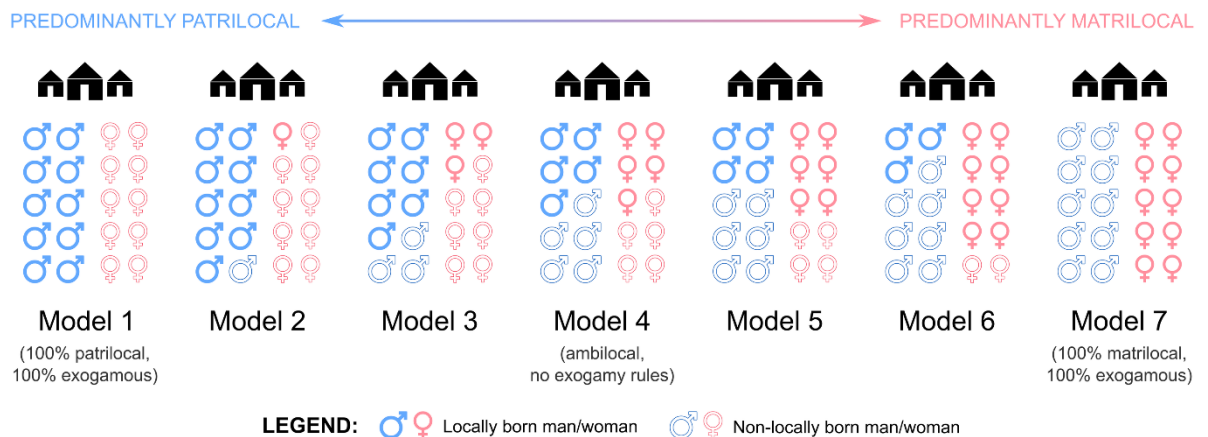 PREDOMINANTLY PATRILOCAL PREDOMINANTLY MATRILOCAL
Model 1 Model 2 Model 3 Model 4 Model 5 Model 6 Model 7
(100% patrilocal, (ambilocal, (100% matrilocal,
100% exogamous) no exogamy rules) 100% exogamous)
LEGEND: Locally born man/woman Non-locally born man/woman